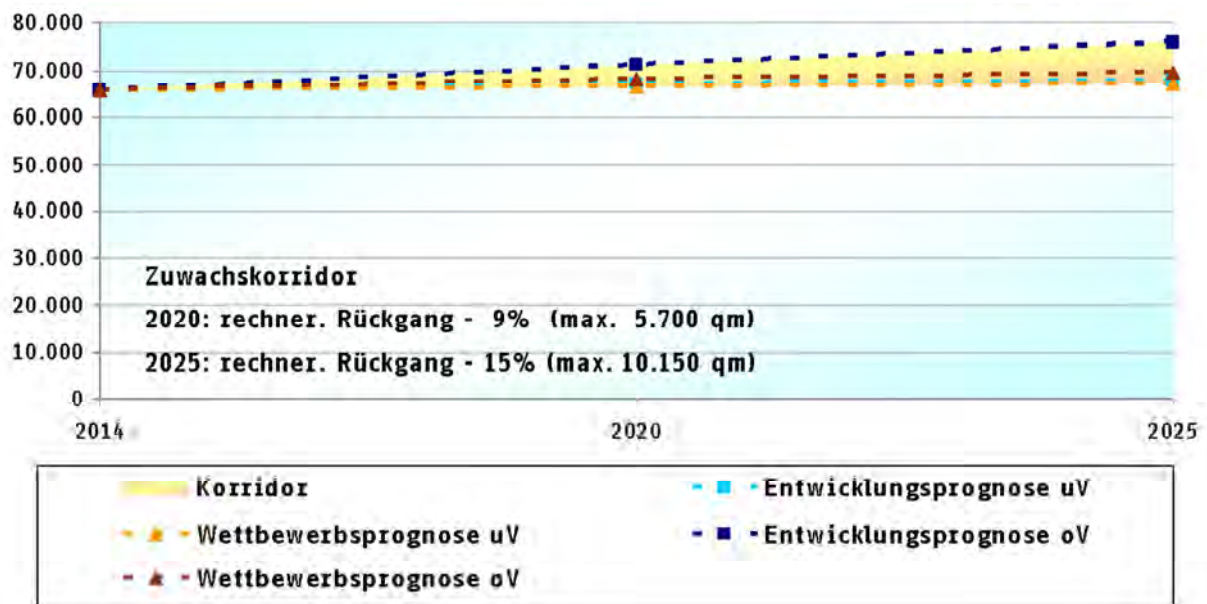 80.000
70.000
60.000
50.000
40.000
30.000
20.000
10.000
0
Zuwachskorridor
2020: rechner. Rückgang - 9% (max. 5.700 qm)
2025: rechner. Rückgang - 15% (max. 10.150 qm)
2014 2020 2025
Korridor Entwicklungsprognose uV
Wettbewerbsprognose uV Entwicklungsprognose oV
Wettbewerbsprognose oV